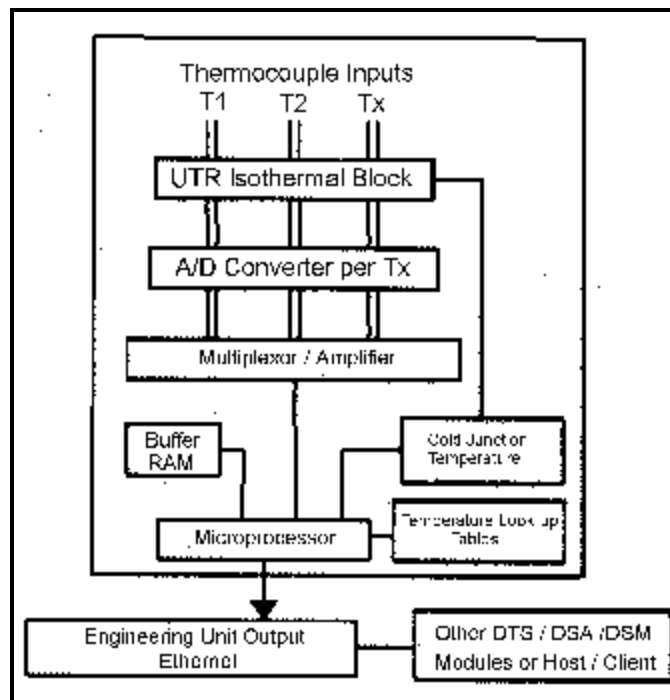 Thermocouple Inputs
T1 T2 Tx
UTR Isothermal Block
A/D Converter per Tx
Multiplexor / Amplifier
Buffer
RAM
Cold Junction
Temperature
Microprocessor
Temperature Look up
Tables
Engineering Unit Output
Ethernet
Other DTS / DSA /DSM
Modules or Host / Client